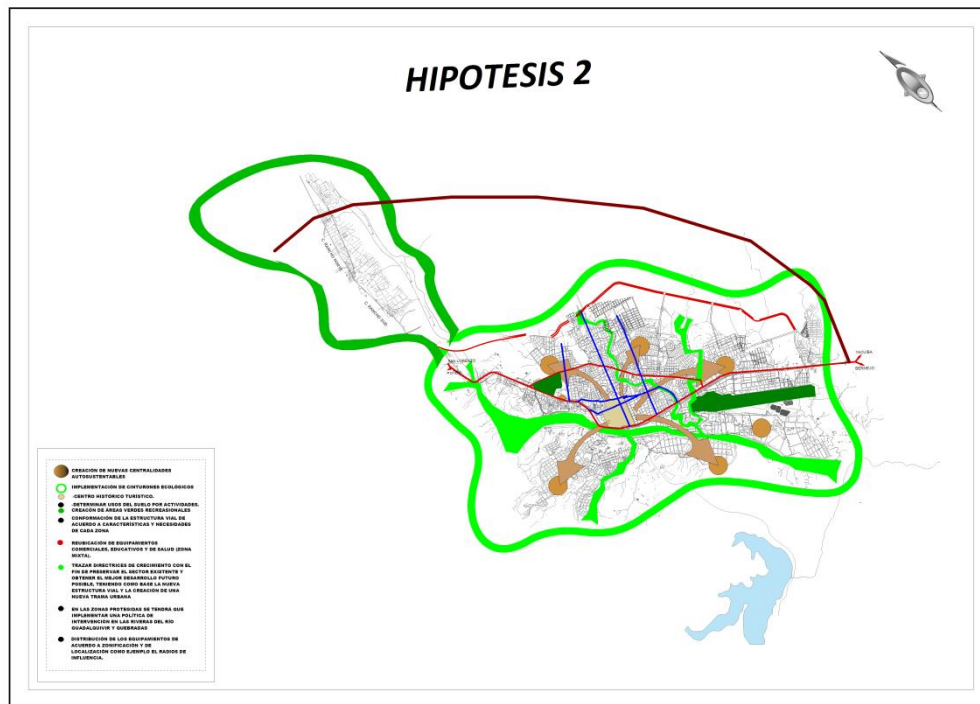 HIPOTESIS 2
YACUIBA
BERMEJO
CREACIÓN DE NUEVAS CENTRALIDADES
AUTOSUSTENTABLES
IMPLEMENTACIÓN DE CINTURONES ECOLÓGICOS
-CENTRO HISTÓRICO TURÍSTICO.
-DETERMINAR USOS DEL SUELO POR ACTIVIDADES.
CREACÓN DE ÁREAS VERDES RECREASIONALES
CONFORMACIÓN DE LA ESTRUCTURA VIAL DE
ACUERDO A CARACTERÍSTICAS Y NECESIDADES
DE CADA ZONA
REUBICACIÓN DE EQUIPAMIENTOS
COMERCIALES, EDUCATIVOS Y DE SALUD (ZONA
MIXTA).
TRAZAR DIRECTRICES DE CRECIMIENTO CON EL
FIN DE PRESERVAR EL SECTOR EXISTENTE Y
OBTENER EL MEJOR DESARROLLO FUTURO
POSIBLE, TENIENDO COMO BASE LA NUEVA
ESTRUCTURA VIAL Y LA CREACIÓN DE UNA
NUEVA TRAMA URBANA
EN LAS ZONAS PROTEGIDAS SE TENDRA QUE
IMPLEMENTAR UNA POLÍTICA DE
INTERVENCIÓN EN LAS RIVERAS DEL RÍO
GUADALQUIVIR Y QUEBRADAS
DISTRIBUCIÓN DE LOS EQUIPAMIENTOS DE
ACUERDO A ZONIFICACIÓN Y DE
LOCALIZACIÓN COMO EJEMPLO EL RADIOS DE
INFLUENCIA.